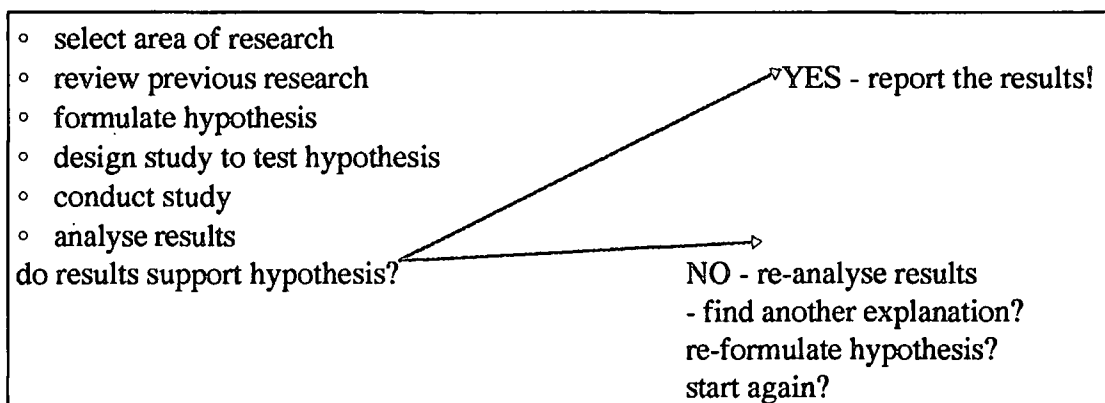 ◦ select area of research
◦ review previous research
◦ formulate hypothesis
◦ design study to test hypothesis
◦ conduct study
◦ analyse results
do results support hypothesis?
YES - report the results!
NO - re-analyse results
- find another explanation?
re-formulate hypothesis?
start again?